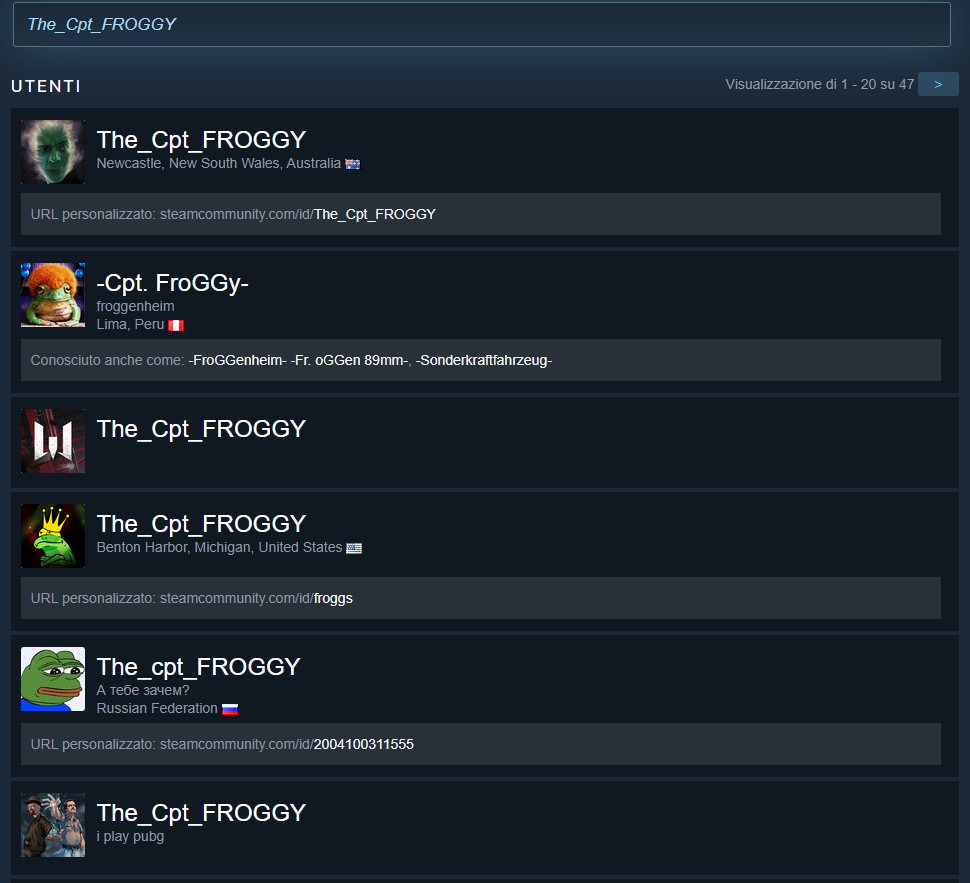 The_Cpt_FROGGY
UTENTI
Visualizzazione di 1 - 20 su 47 >
The_Cpt_FROGGY
Newcastle, New South Wales, Australia
URL personalizzato: steamcommunity.com/id/The_Cpt_FROGGY
-Cpt. FroGGy-
froggenheim
Lima, Peru
Conosciuto anche come: -FroGGenheim- -Fr. oGGen 89mm-, -Sonderkraftfahrzeug-
The_Cpt_FROGGY
The_Cpt_FROGGY
Benton Harbor, Michigan, United States
URL personalizzato: steamcommunity.com/id/froggs
The_cpt_FROGGY
А тебе зачем?
Russian Federation
URL personalizzato: steamcommunity.com/id/2004100311555
The_Cpt_FROGGY
i play pubg